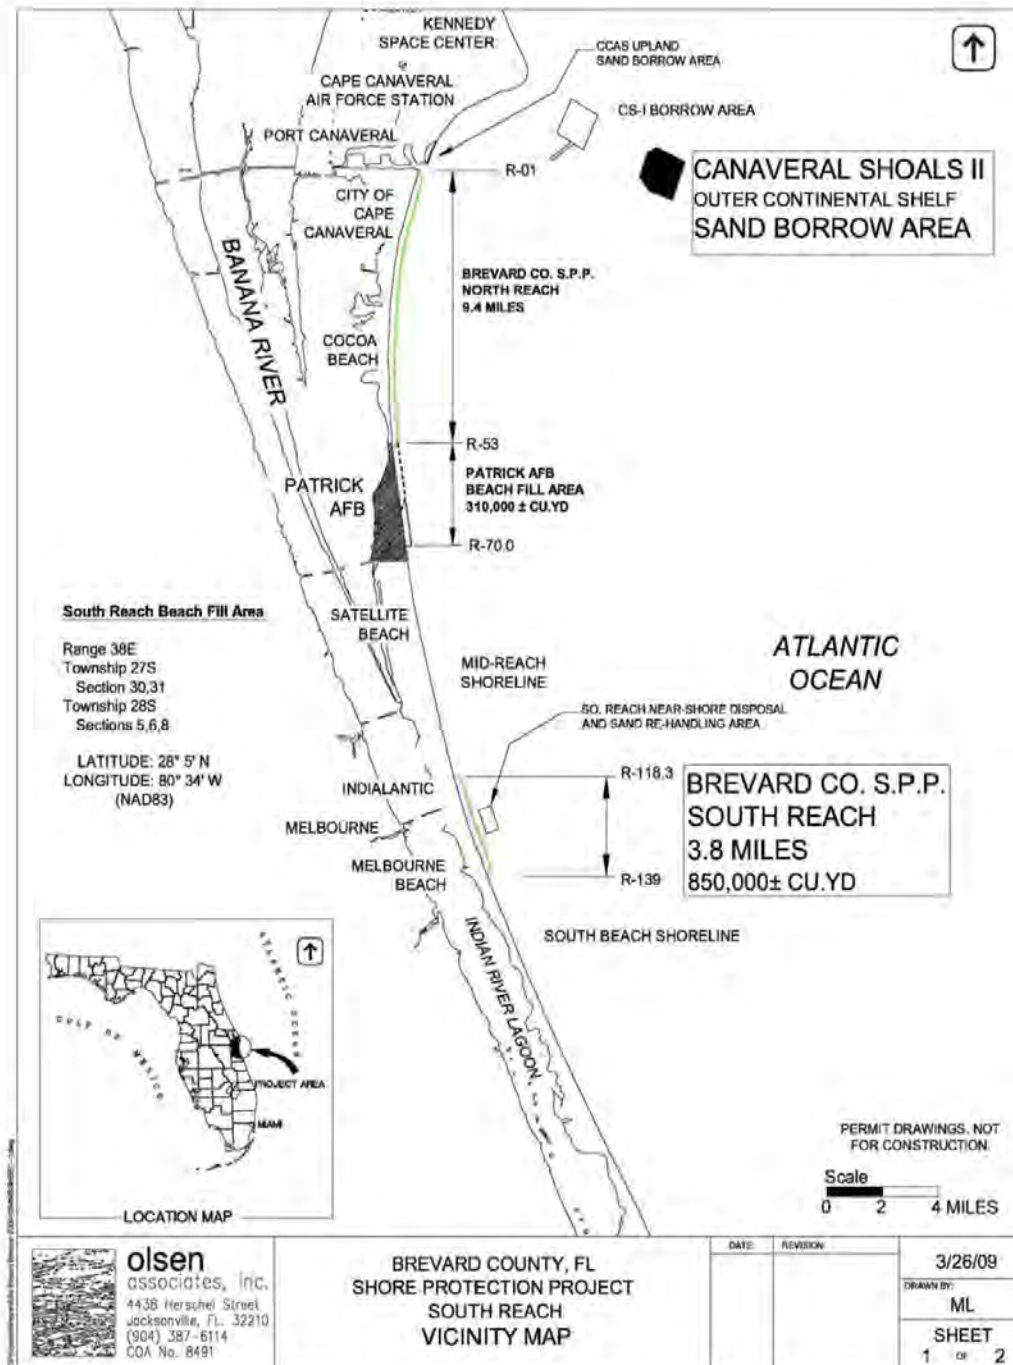 KENNEDY
SPACE CENTER
CCAS UPLAND
SAND BORROW AREA
CAPE CANAVERAL
AIR FORCE STATION
CS-I BORROW AREA
PORT CANAVERAL
R-01
CANAVERAL SHOALS II
OUTER CONTINENTAL SHELF
SAND BORROW AREA
CITY OF
CAPE
CANAVERAL
BANANA RIVER
BREVARD CO. S.P.P.
NORTH REACH
9.4 MILES
COCOA
BEACH
R-53
PATRICK
AFB
PATRICK AFB
BEACH FILL AREA
310,000 ± CU.YD
R-70.0
South Reach Beach Fill Area
Range 38E
Township 27S
Section 30,31
Township 28S
Sections 5,6,8
LATITUDE: 28° 5' N
LONGITUDE: 80° 34' W
(NAD83)
SATELLITE
BEACH
MID-REACH
SHORELINE
ATLANTIC
OCEAN
SO. REACH NEAR-SHORE DISPOSAL
AND SAND RE-HANDLING AREA
R-118.3
INDIALANTIC
BREVARD CO. S.P.P.
SOUTH REACH
3.8 MILES
850,000± CU.YD
MELBOURNE
MELBOURNE
BEACH
R-139
SOUTH BEACH SHORELINE
INDIAN RIVER LAGOON
ATLANTIC OCEAN
GULF OF MEXICO
PROJECT AREA
MIAMI
LOCATION MAP
PERMIT DRAWINGS. NOT
FOR CONSTRUCTION.
Scale
0 2 4 MILES
olsen
associates, inc.
4438 Herschel Street
Jacksonville, FL. 32210
(904) 387-6114
COA No. 8491
BREVARD COUNTY, FL
SHORE PROTECTION PROJECT
SOUTH REACH
VICINITY MAP
DATE: REVISION:
3/26/09
DRAWN BY:
ML
SHEET
1 OF 2